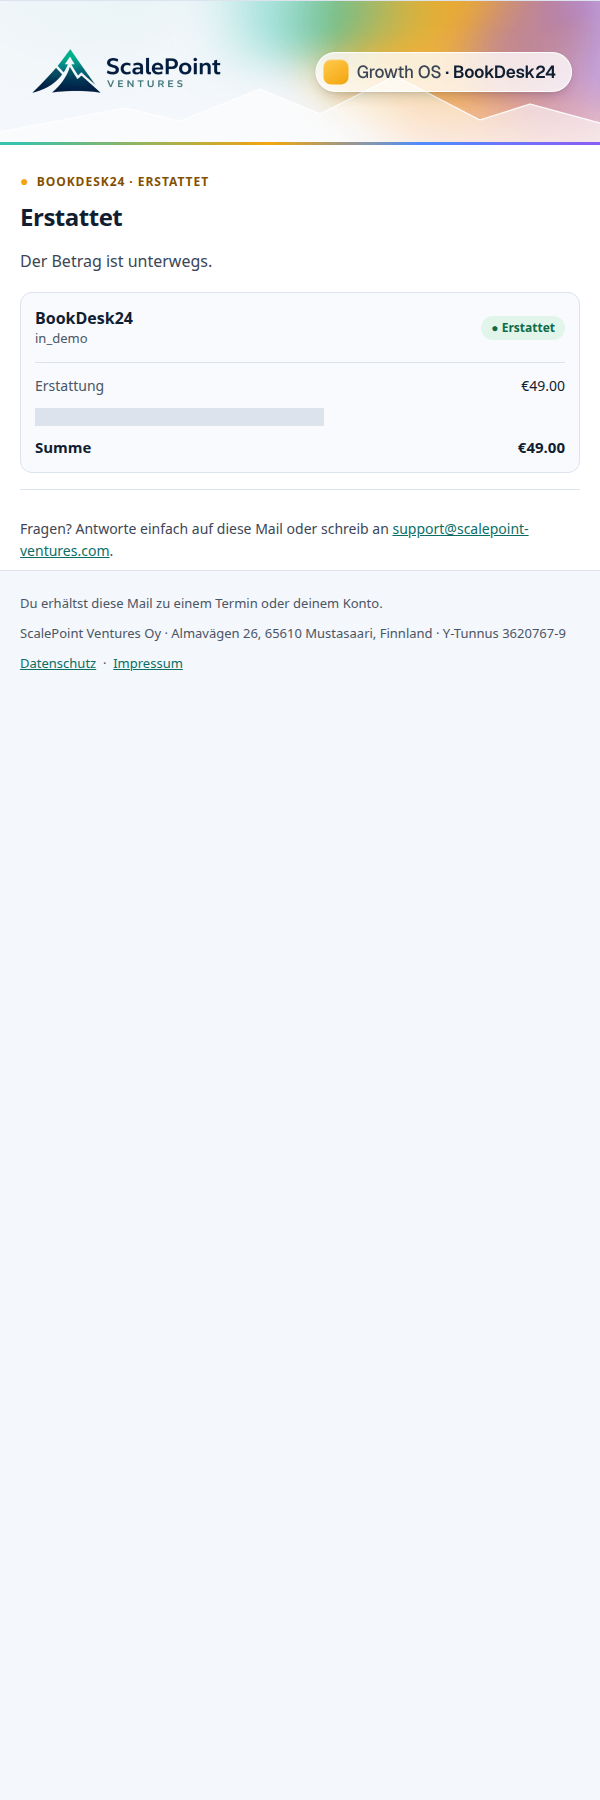 ScalePoint
VENTURES
Growth OS · BookDesk24
• BOOKDESK24 · ERSTATTET
Erstattet
Der Betrag ist unterwegs.
BookDesk24
in_demo
● Erstattet
Erstattung €49.00
Summe €49.00
Fragen? Antworte einfach auf diese Mail oder schreib an support@scalepoint-
ventures.com.
Du erhältst diese Mail zu einem Termin oder deinem Konto.
ScalePoint Ventures Oy · Almavägen 26, 65610 Mustasaari, Finnland · Y-Tunnus 3620767-9
Datenschutz · Impressum